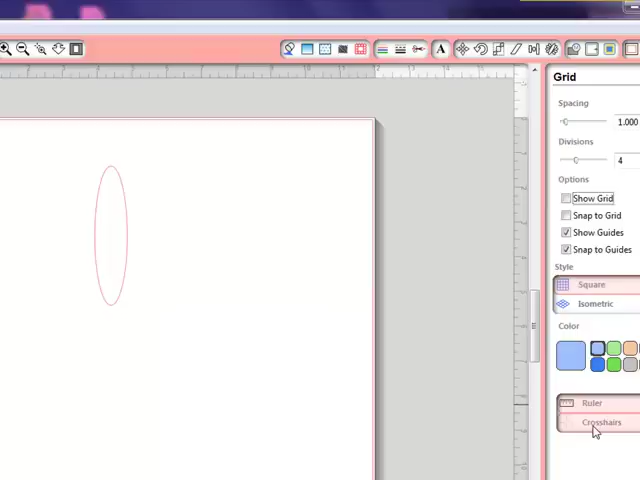 A
Grid
Spacing
1.000
Divisions
4
Options
Show Grid
Snap to Grid
Show Guides
Snap to Guides
Style
Square
Isometric
Color
Ruler
Crosshairs